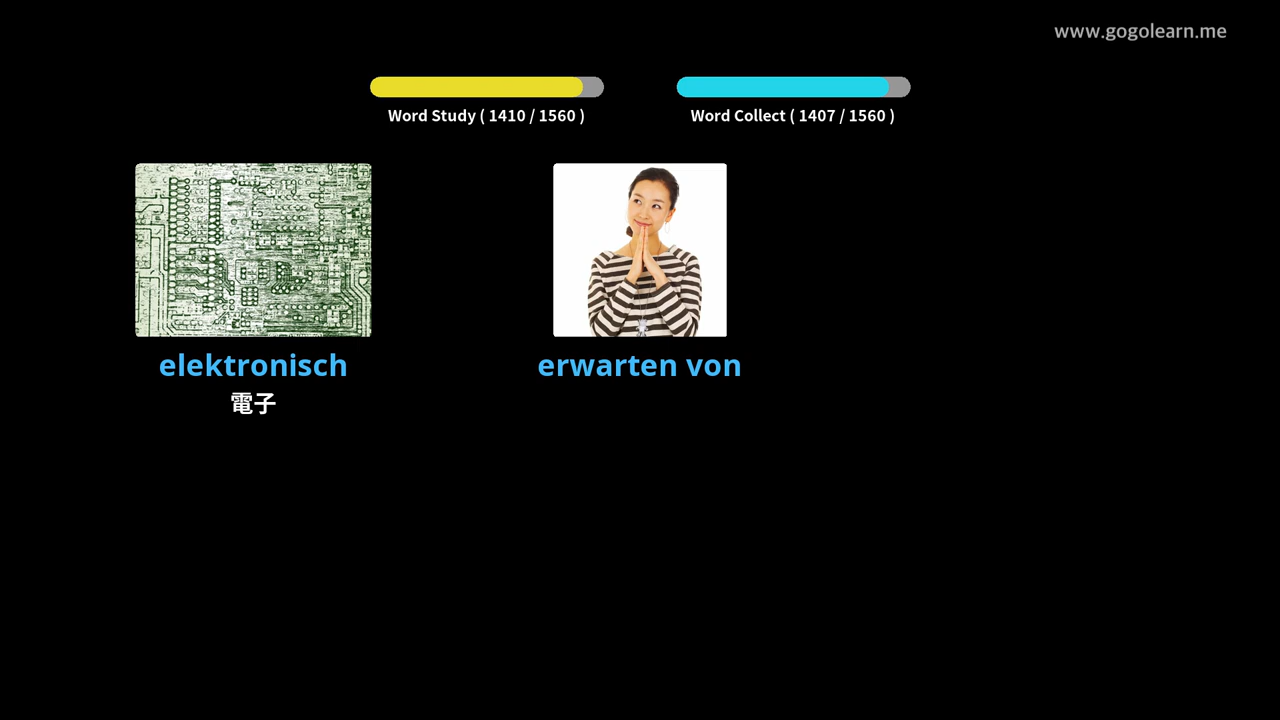 www.gogolearn.me
Word Study ( 1410 / 1560 )
Word Collect ( 1407 / 1560 )
elektronisch
電子
erwarten von